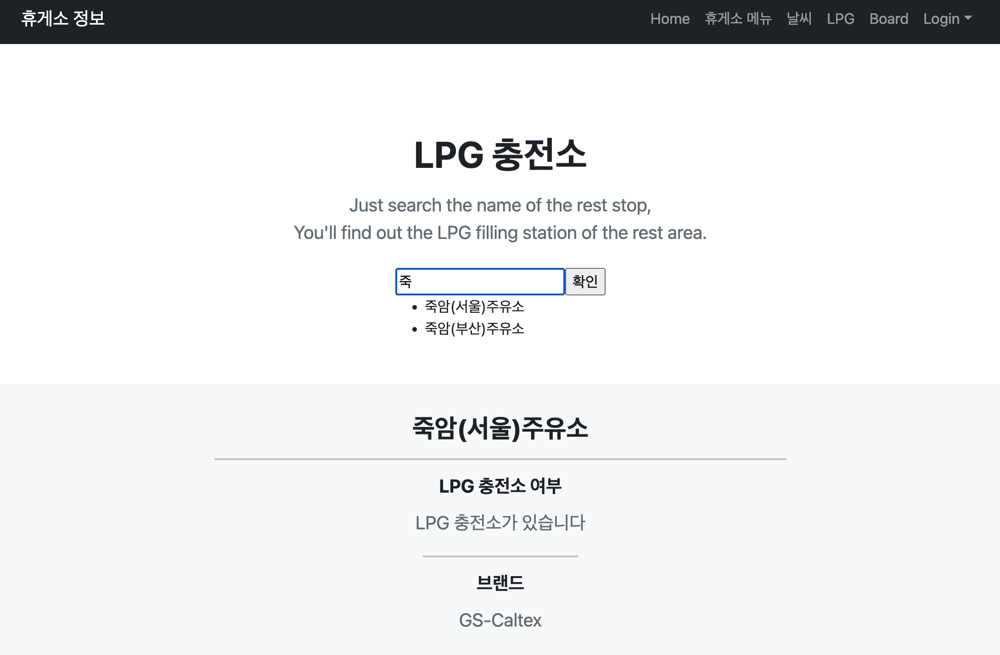 휴게소 정보 Home 휴게소 메뉴 날씨 LPG Board Login
LPG 충전소
Just search the name of the rest stop,
You'll find out the LPG filling station of the rest area.
죽 확인
• 죽암(서울)주유소
• 죽암(부산)주유소
죽암(서울)주유소
LPG 충전소 여부
LPG 충전소가 있습니다
브랜드
GS-Caltex